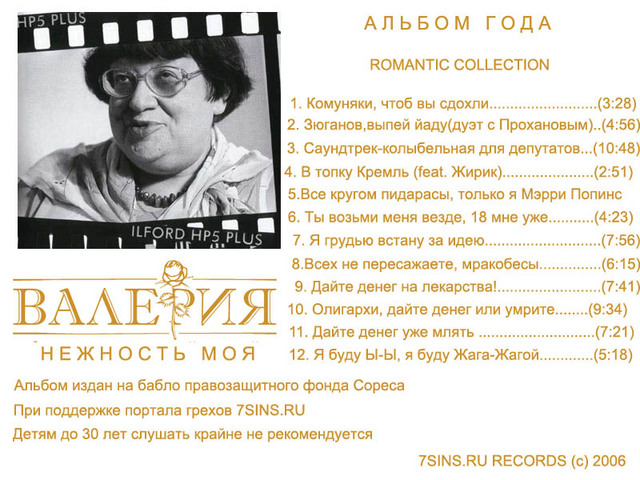 HP5 PLUS
ILFORD HP5 PLUS
ВАЛЕРИЯ
НЕЖНОСТЬ МОЯ
АЛЬБОМ ГОДА
ROMANTIC COLLECTION
1. Комуняки, чтоб вы сдохли..........................(3:28)
2. Зюганов,выпей йаду(дуэт с Прохановым)..(4:56)
3. Саундтрек-колыбельная для депутатов...(10:48)
4. В топку Кремль (feat. Жирик)......................(2:51)
5.Все кругом пидарасы, только я Мэрри Попинс
6. Ты возьми меня везде, 18 мне уже...........(4:23)
7. Я грудью встану за идею............................(7:56)
8.Всех не пересажаете, мракобесы...............(6:15)
9. Дайте денег на лекарства!.........................(7:41)
10. Олигархи, дайте денег или умрите........(9:34)
11. Дайте денег уже млять ............................(7:21)
12. Я буду Ы-Ы, я буду Жага-Жагой.............(5:18)
Альбом издан на бабло правозащитного фонда Сореса
При поддержке портала грехов 7SINS.RU
Детям до 30 лет слушать крайне не рекомендуется
7SINS.RU RECORDS (c) 2006